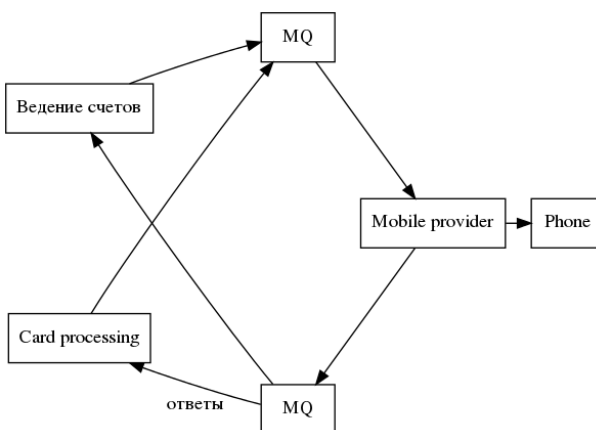 MQ
Ведение счетов
Mobile provider
Phone
Card processing
ответы
MQ